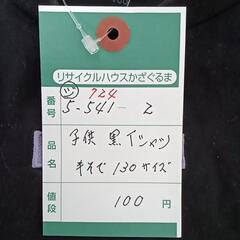 リサイクルハウスかざぐるま
ジ 724
番号 5-541- 2
品名 子供 黒Tシャツ
半そで 130サイズ
値段 100 円